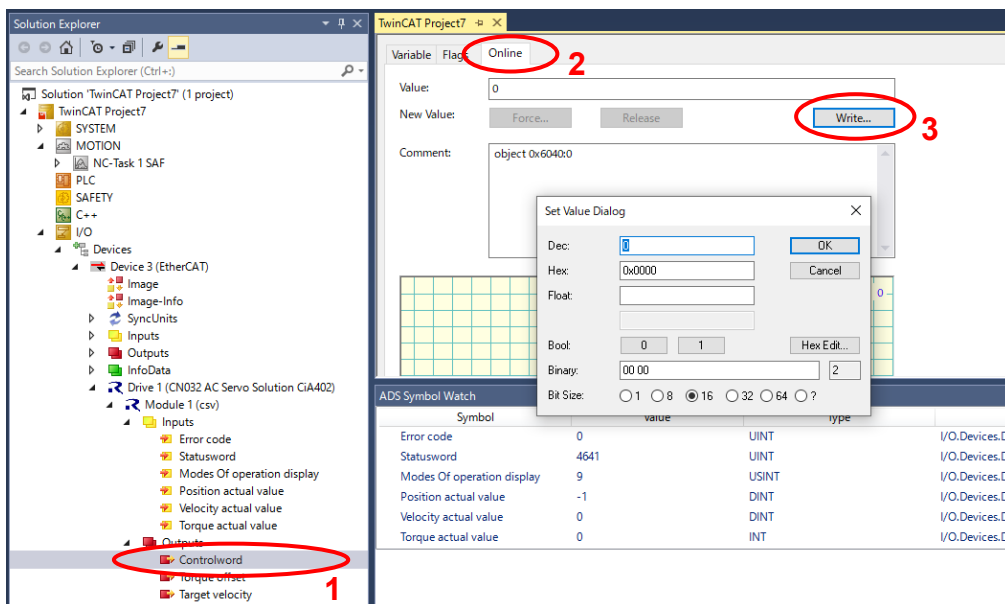 Solution Explorer
Search Solution Explorer (Ctrl+:)
Solution 'TwinCAT Project7' (1 project)
TwinCAT Project7
SYSTEM
MOTION
NC-Task 1 SAF
PLC
SAFETY
C++
I/O
Devices
Device 3 (EtherCAT)
Image
Image-Info
SyncUnits
Inputs
Outputs
InfoData
Drive 1 (CN032 AC Servo Solution CiA402)
Module 1 (csv)
Inputs
Error code
Statusword
Modes Of operation display
Position actual value
Velocity actual value
Torque actual value
Outputs
Controlword
1
Torque offset
Target velocity
TwinCAT Project7
Variable Flags Online
2
Value: 0
New Value: Force... Release Write...
3
Comment: object 0x6040:0
0
Set Value Dialog
Dec: 0 OK
Hex: 0x0000 Cancel
Float:
Bool: 0 1 Hex Edit...
Binary: 00 00 2
Bit Size: 1 8 16 32 64 ?
ADS Symbol Watch
Symbol Value Type
Error code 0 UINT I/O.Devices.D
Statusword 4641 UINT I/O.Devices.D
Modes Of operation display 9 USINT I/O.Devices.D
Position actual value -1 DINT I/O.Devices.D
Velocity actual value 0 DINT I/O.Devices.D
Torque actual value 0 INT I/O.Devices.D